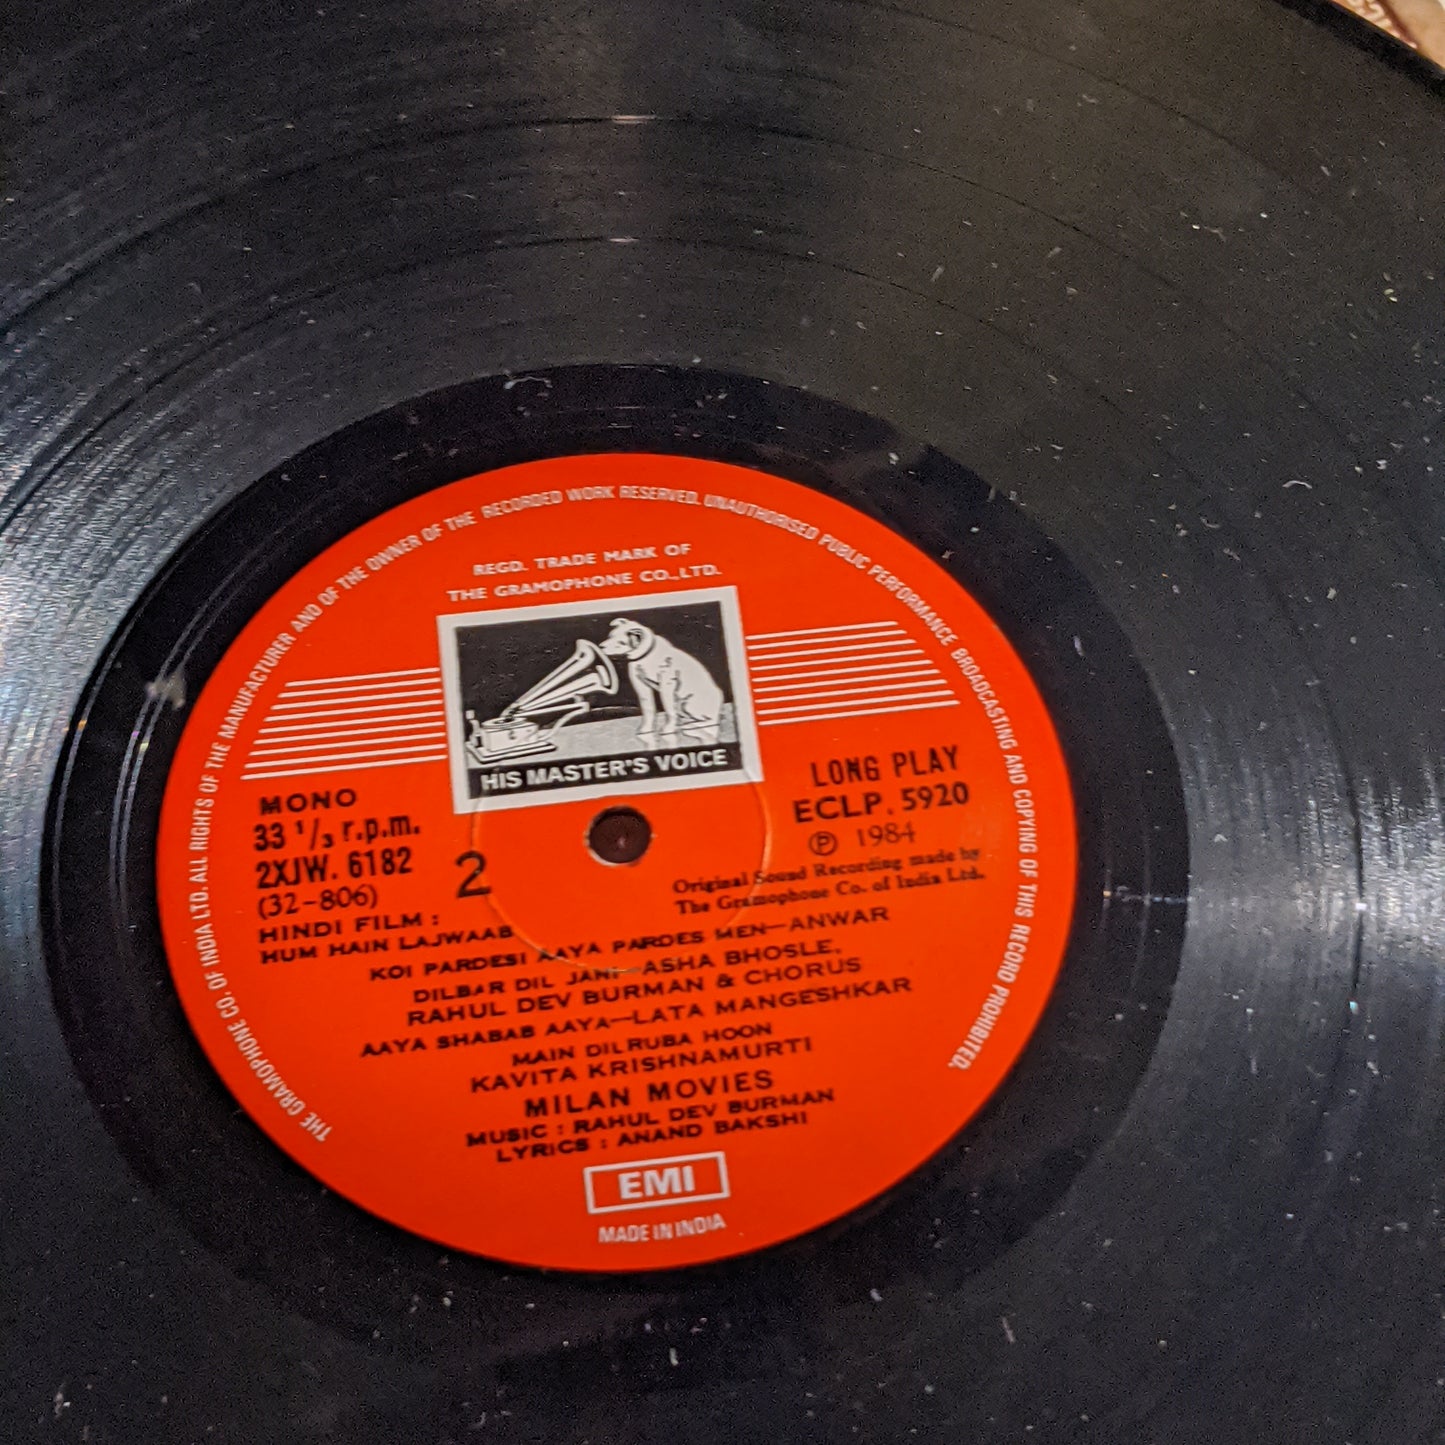 THE GRAMOPHONE CO. OF INDIA LTD. ALL RIGHTS OF THE MANUFACTURER AND OF THE OWNER OF THE RECORDED WORK RESERVED. UNAUTHORISED PUBLIC PERFORMANCE BROADCASTING AND COPYING OF THIS RECORD PROHIBITED.
REGD. TRADE MARK OF
THE GRAMOPHONE CO.,LTD.
HIS MASTER'S VOICE
MONO
33 1/3 r.p.m.
2XJW. 6182
(32-806)
2
LONG PLAY
ECLP. 5920
℗ 1984
Original Sound Recording made by
The Gramophone Co. of India Ltd.
HINDI FILM :
HUM HAIN LAJWAAB
KOI PARDESI AAYA PARDES MEN—ANWAR
DILBAR DIL JANI—ASHA BHOSLE,
RAHUL DEV BURMAN & CHORUS
AAYA SHABAB AAYA—LATA MANGESHKAR
MAIN DILRUBA HOON
KAVITA KRISHNAMURTI
MILAN MOVIES
MUSIC : RAHUL DEV BURMAN
LYRICS : ANAND BAKSHI
EMI
MADE IN INDIA